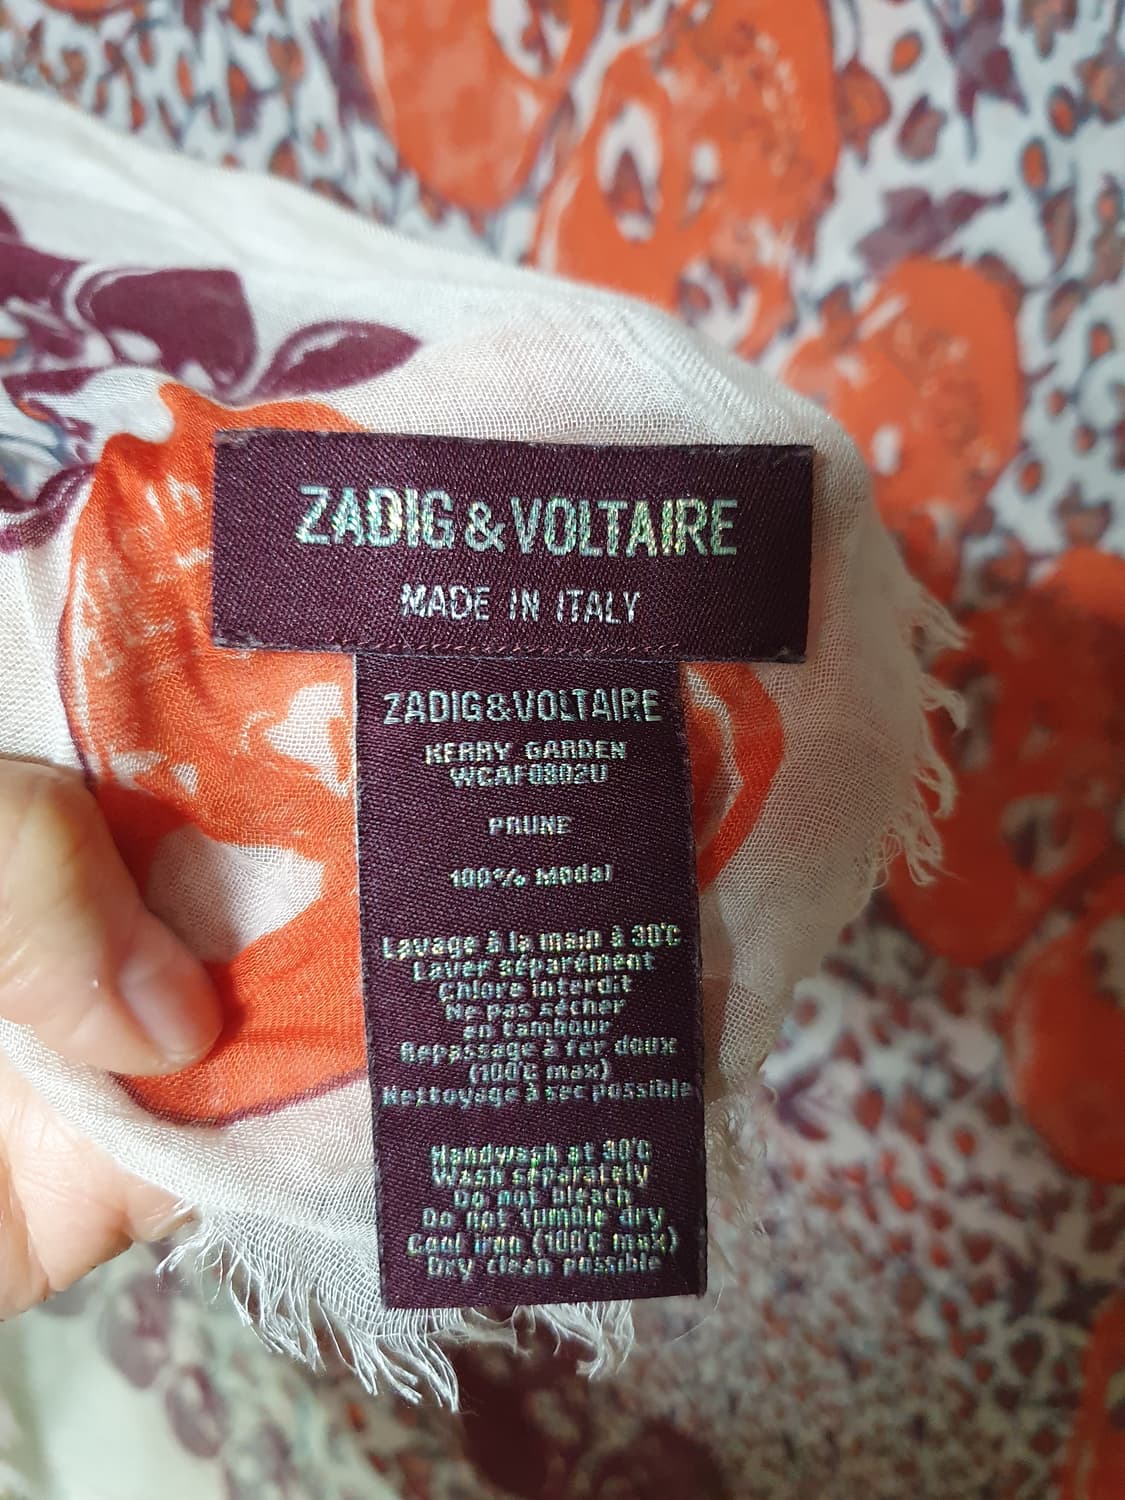 ZADIG & VOLTAIRE
MADE IN ITALY
ZADIG&VOLTAIRE
KERRY GARDEN
WCAF0802U
PRUNE
100% Modal
Lavage à la main à 30°C
Laver séparément
Chlore interdit
Ne pas sécher
en tambour
Repassage à fer doux
(100°C max)
Nettoyage à sec possible
Handwash at 30°C
Wash separately
Do not bleach
Do not tumble dry
Cool iron (100°C max)
Dry clean possible